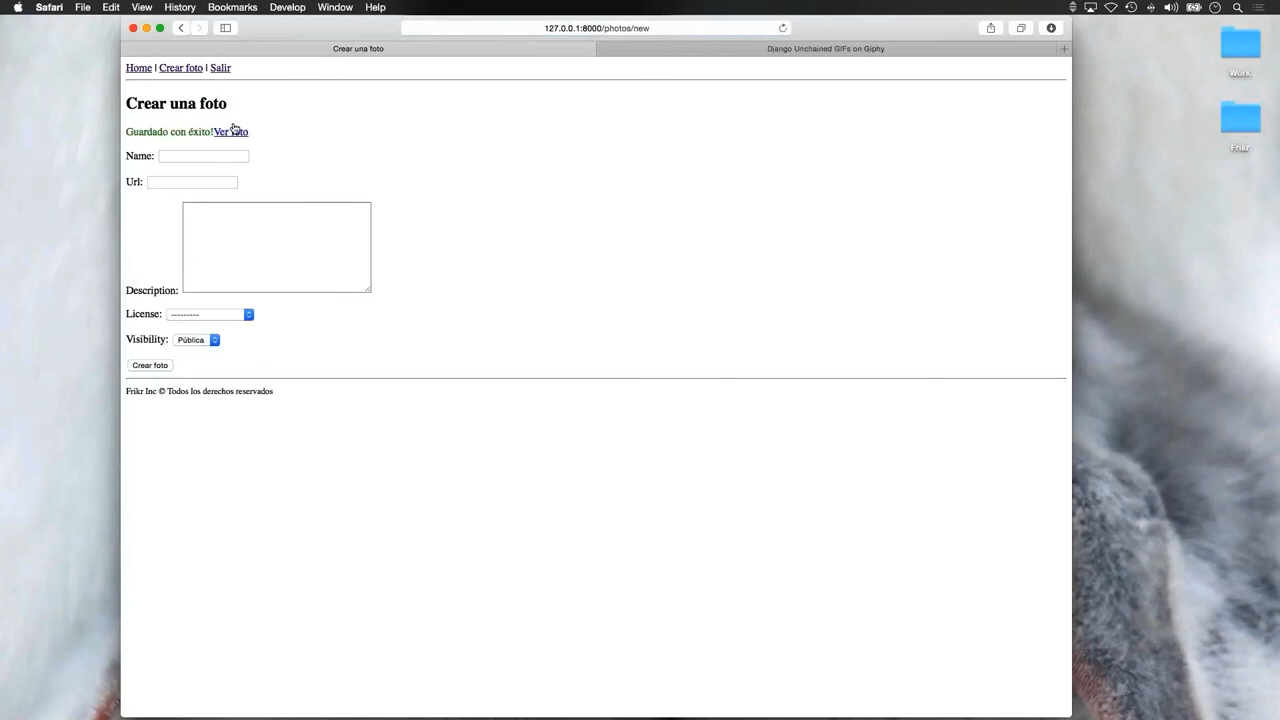 Safari File Edit View History Bookmarks Develop Window Help
127.0.0.1:8000/photos/new
Crear una foto
Django Unchained GIFs on Giphy
Home | Crear foto | Salir
Crear una foto
Guardado con éxito!Ver foto
Name:
Url:
Description:
License: ---------
Visibility: Pública
Crear foto
Frikr Inc © Todos los derechos reservados
Work
Frikr